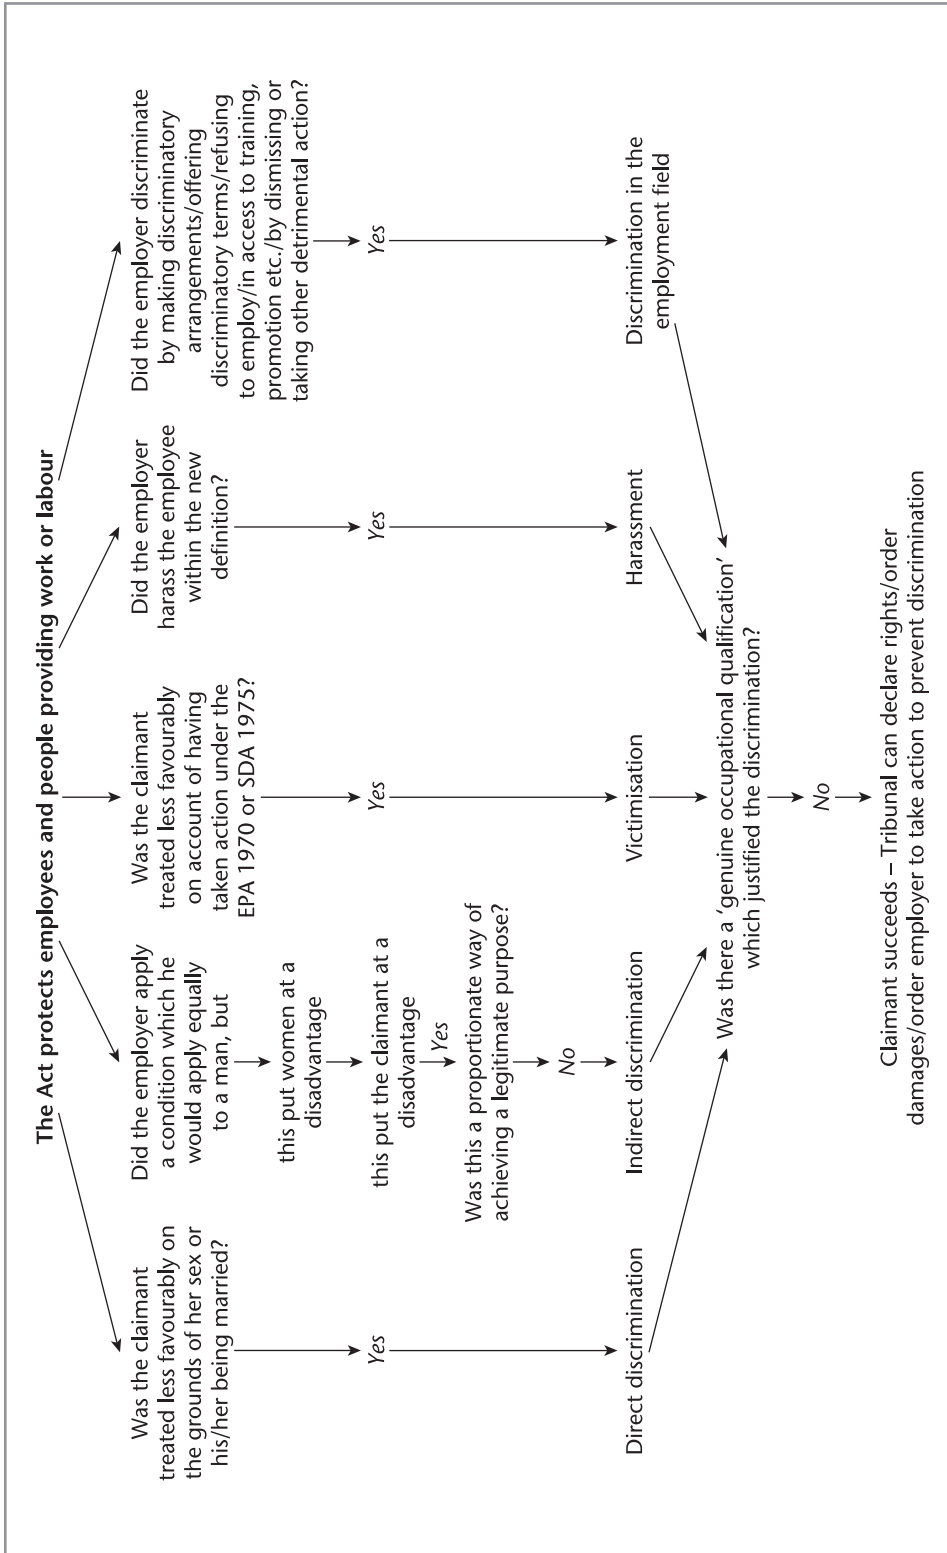 The Act protects employees and people providing work or labour
Was the claimant
treated less favourably on
the grounds of her sex or
his/her being married?
Yes
Direct discrimination
Did the employer apply
a condition which he
would apply equally
to a man, but
this put women at a
disadvantage
this put the claimant at a
disadvantage
Yes
Was this a proportionate way of
achieving a legitimate purpose?
No
Indirect discrimination
Was the claimant
treated less favourably
on account of having
taken action under the
EPA 1970 or SDA 1975?
Yes
Victimisation
Did the employer
harass the employee
within the new
definition?
Yes
Harassment
Did the employer discriminate
by making discriminatory
arrangements/offering
discriminatory terms/refusing
to employ/in access to training,
promotion etc./by dismissing or
taking other detrimental action?
Yes
Discrimination in the
employment field
Was there a ‘genuine occupational qualification’
which justified the discrimination?
No
Claimant succeeds – Tribunal can declare rights/order
damages/order employer to take action to prevent discrimination